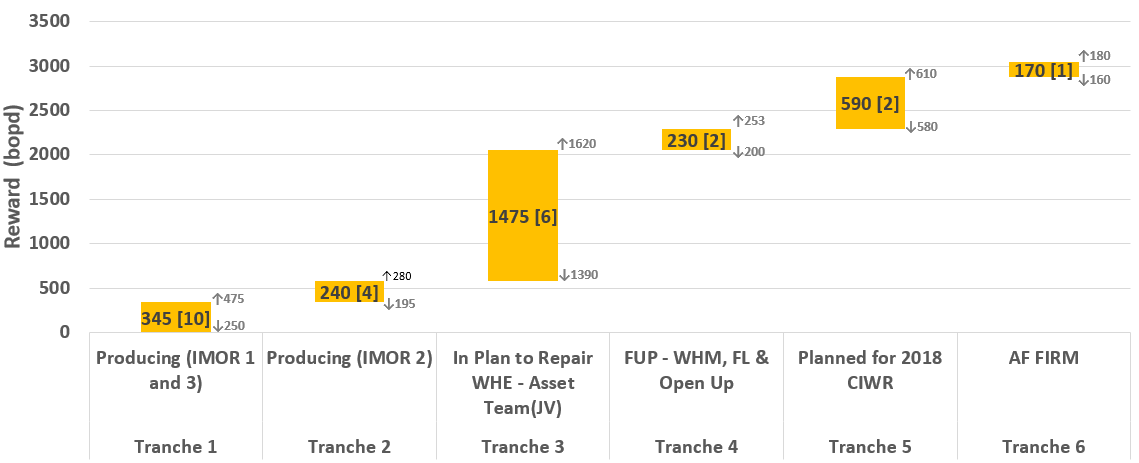 3500
3000
2500
2000
1500
1000
500
0
Reward (bopd)
345 [10]
↑475
↓250
240 [4]
↑280
↓195
1475 [6]
↑1620
↓1390
230 [2]
↑253
↓200
590 [2]
↑610
↓580
170 [1]
↑180
↓160
Producing (IMOR 1
and 3)
Tranche 1
Producing (IMOR 2)
Tranche 2
In Plan to Repair
WHE - Asset
Team(JV)
Tranche 3
FUP - WHM, FL &
Open Up
Tranche 4
Planned for 2018
CIWR
Tranche 5
AF FIRM
Tranche 6